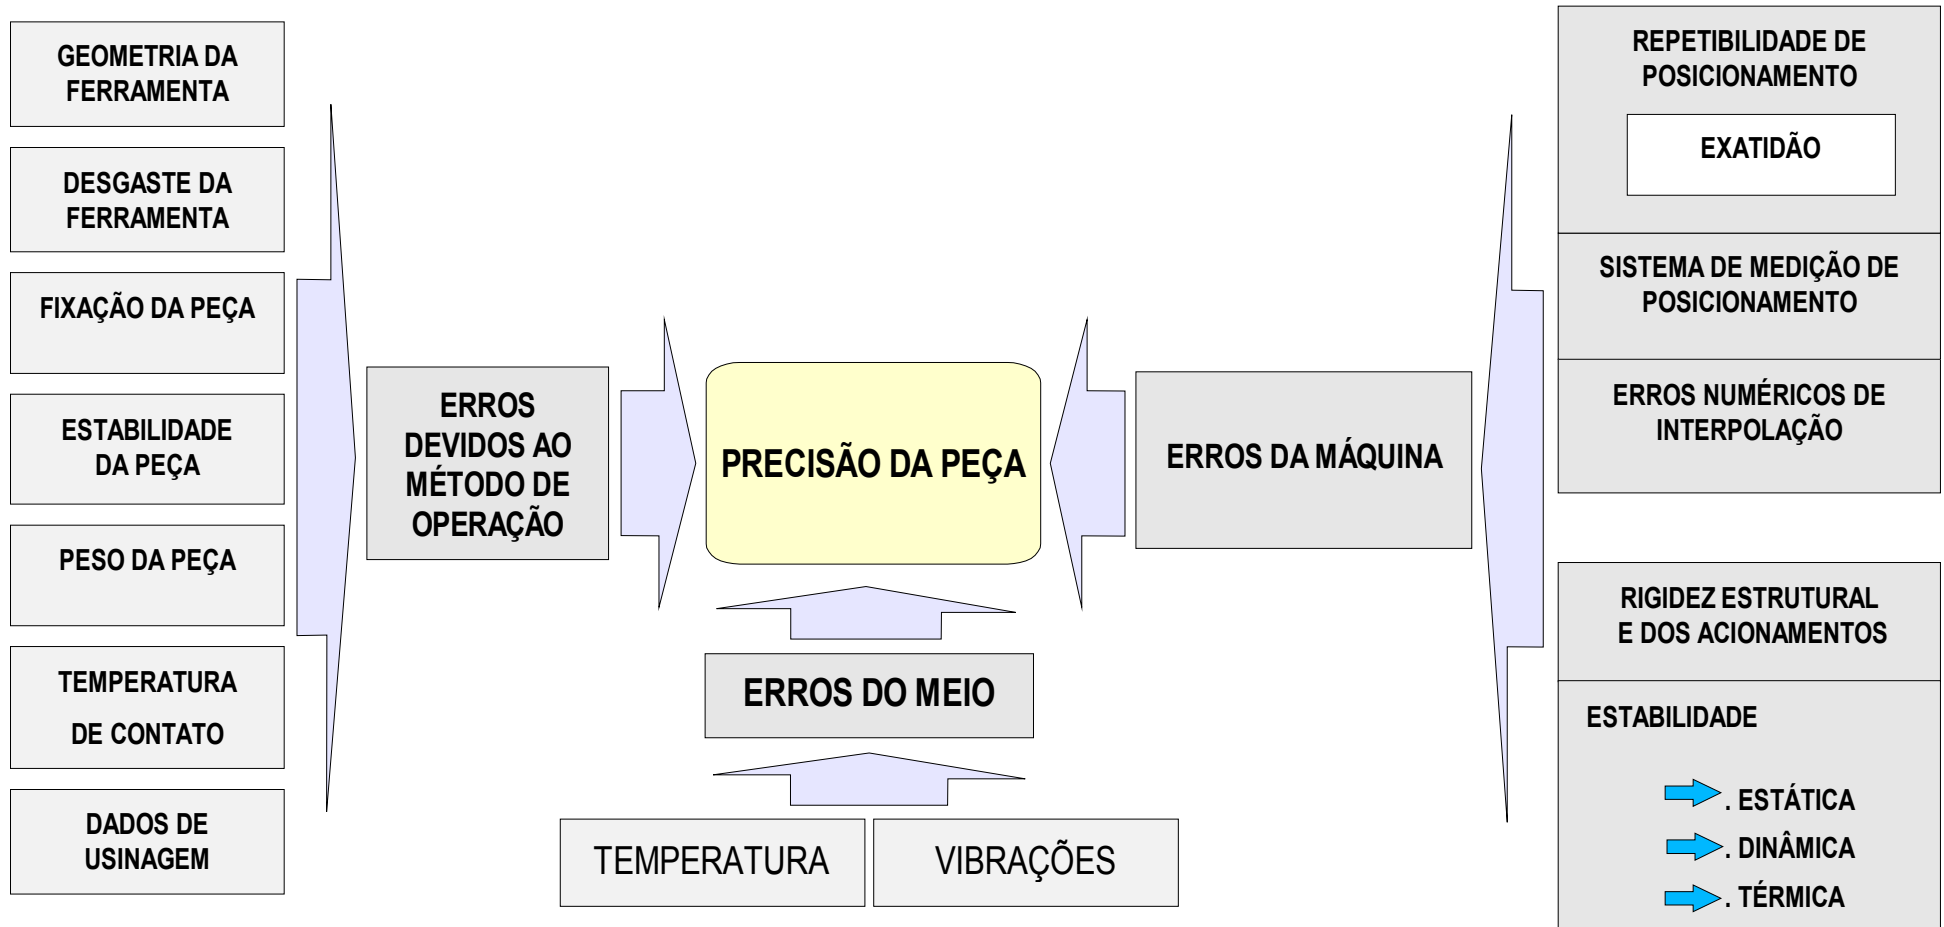 GEOMETRIA DA
FERRAMENTA
DESGASTE DA
FERRAMENTA
FIXAÇÃO DA PEÇA
ESTABILIDADE
DA PEÇA
PESO DA PEÇA
TEMPERATURA
DE CONTATO
DADOS DE
USINAGEM
ERROS
DEVIDOS AO
MÉTODO DE
OPERAÇÃO
PRECISÃO DA PEÇA
ERROS DO MEIO
TEMPERATURA
VIBRAÇÕES
ERROS DA MÁQUINA
REPETIBILIDADE DE
POSICIONAMENTO
EXATIDÃO
SISTEMA DE MEDIÇÃO DE
POSICIONAMENTO
ERROS NUMÉRICOS DE
INTERPOLAÇÃO
RIGIDEZ ESTRUTURAL
E DOS ACIONAMENTOS
ESTABILIDADE
. ESTÁTICA
. DINÂMICA
. TÉRMICA